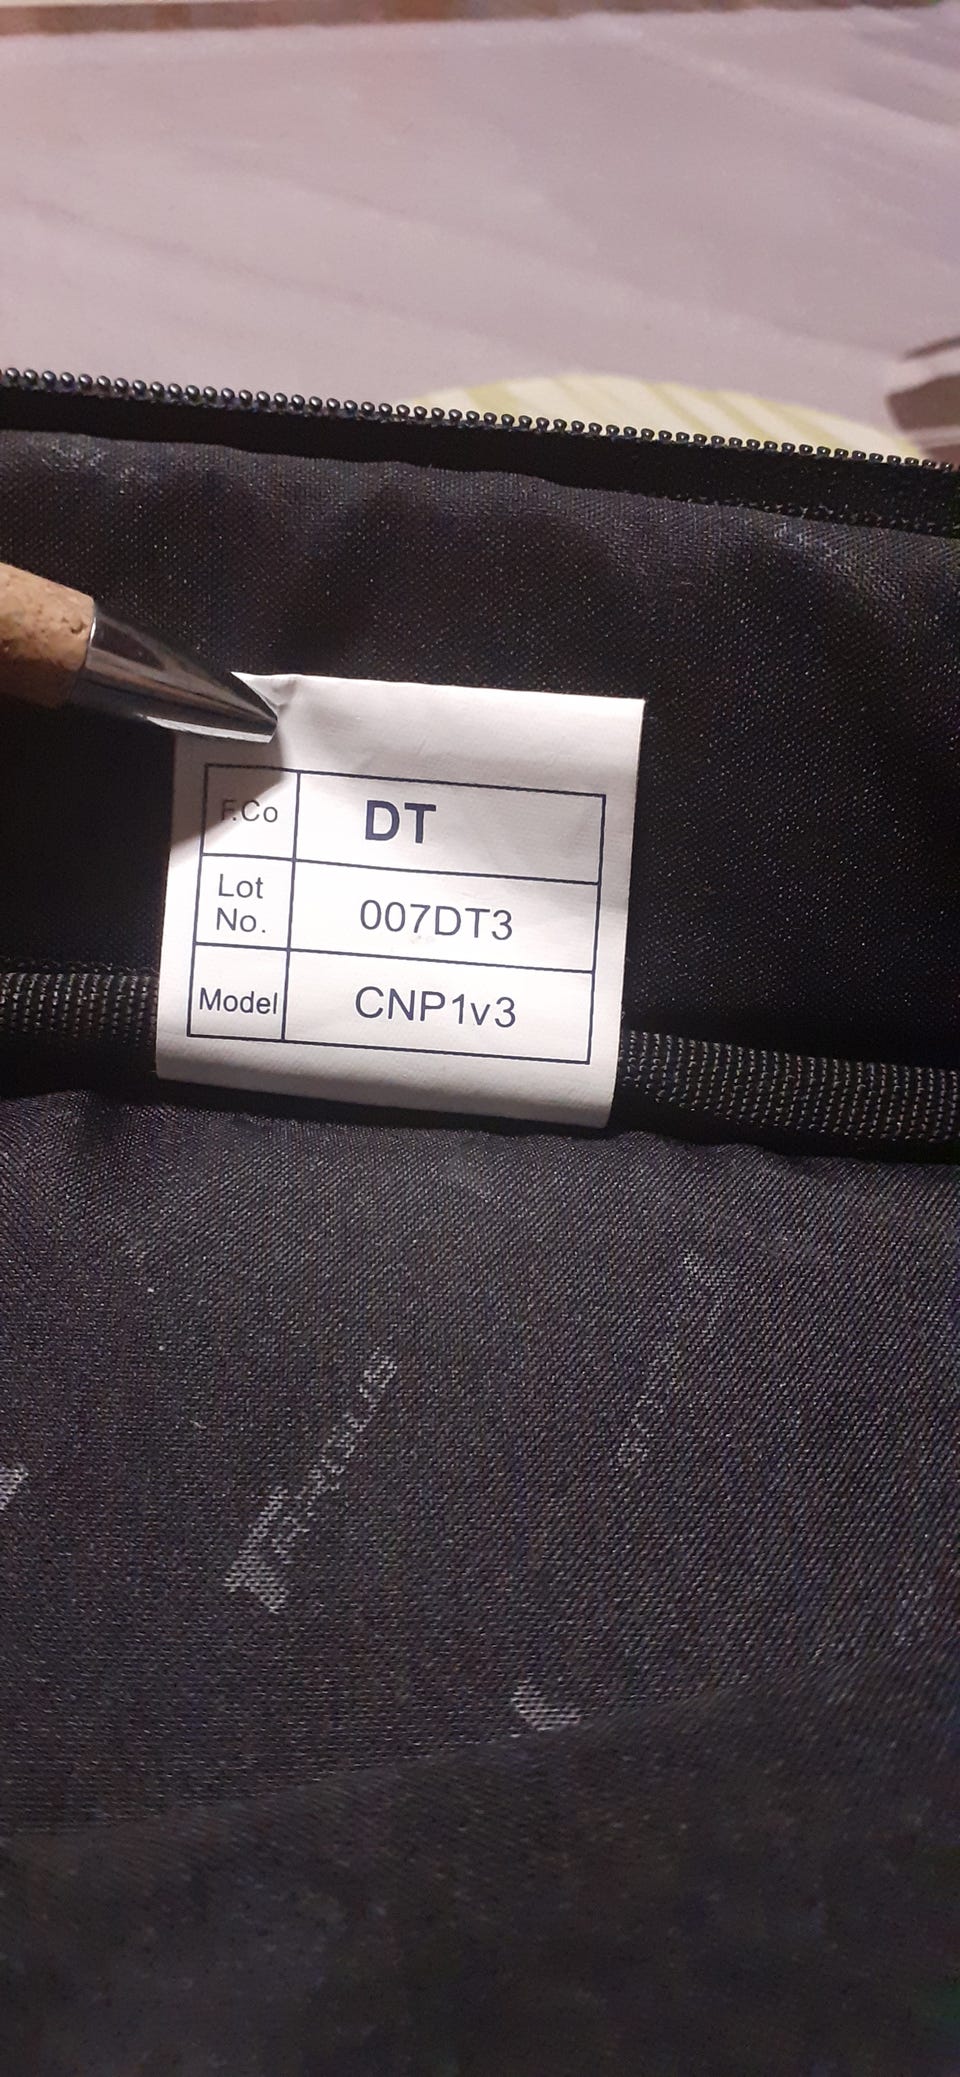 F.Co DT
Lot
No. 007DT3
Model CNP1v3